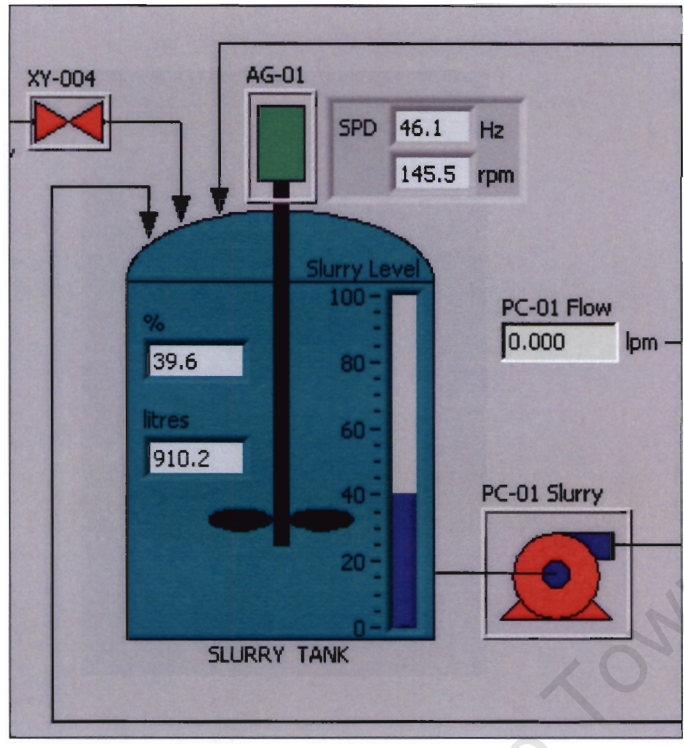 XY-004
AG-01
SPD 46.1 Hz
145.5 rpm
Slurry Level
100
%
39.6
80
litres
60
910.2
40
20
0
SLURRY TANK
PC-01 Flow
0.000 lpm
PC-01 Slurry